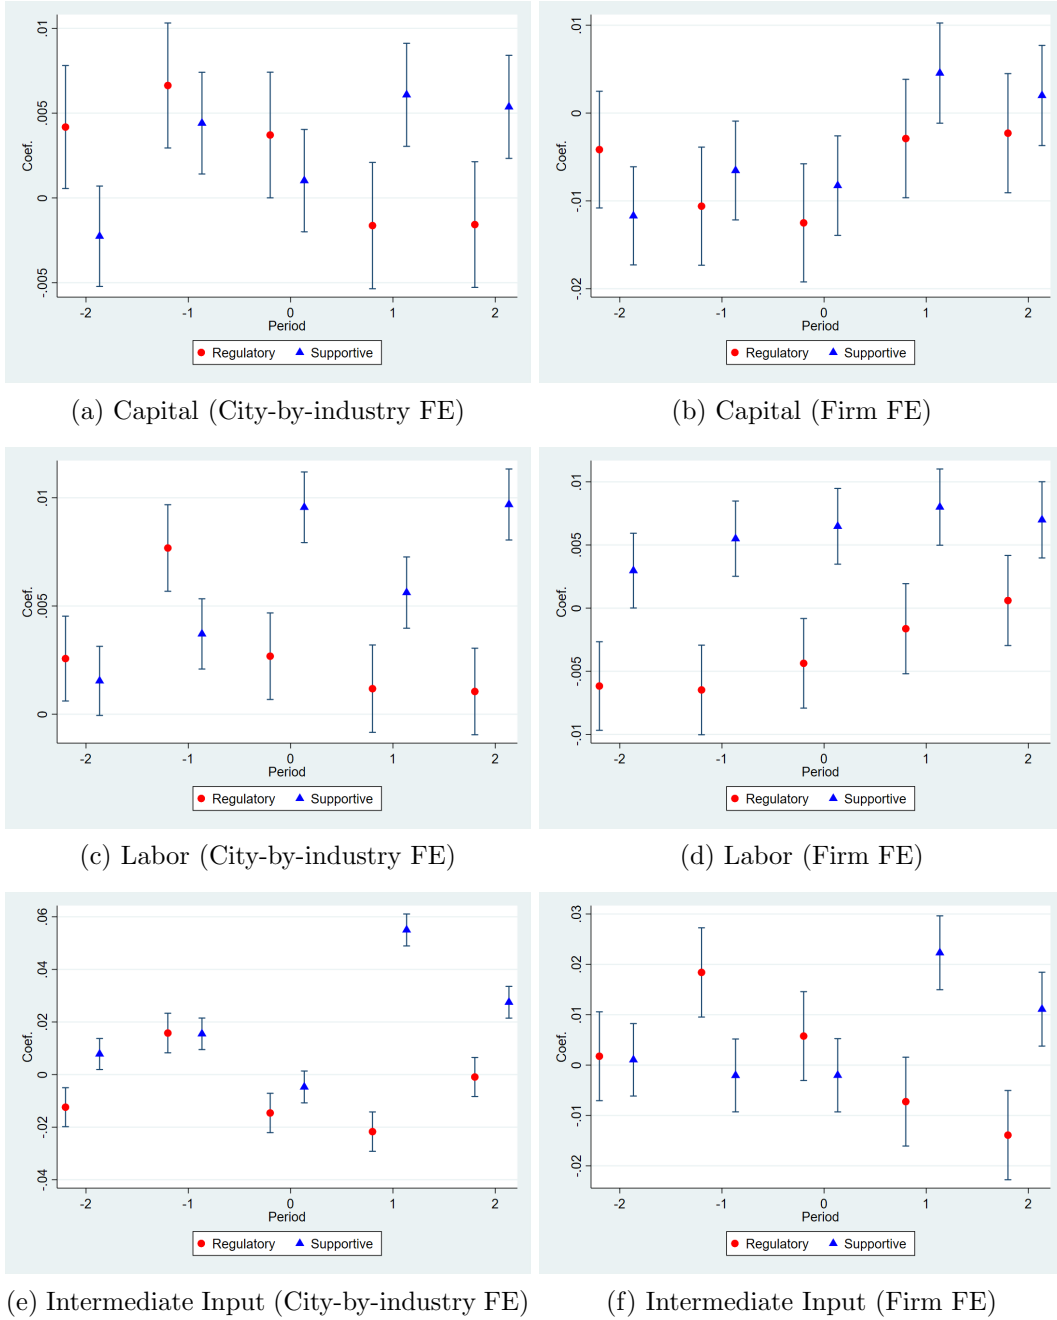 .01
.005
0
-.005
Coef.
-2 -1 0 1 2
Period
Regulatory Supportive
(a) Capital (City-by-industry FE)
.01
0
-.01
-.02
Coef.
-2 -1 0 1 2
Period
Regulatory Supportive
(b) Capital (Firm FE)
.01
.005
0
Coef.
-2 -1 0 1 2
Period
Regulatory Supportive
(c) Labor (City-by-industry FE)
.01
.005
0
-.005
-.01
Coef.
-2 -1 0 1 2
Period
Regulatory Supportive
(d) Labor (Firm FE)
.06
.04
.02
0
-.02
-.04
Coef.
-2 -1 0 1 2
Period
Regulatory Supportive
(e) Intermediate Input (City-by-industry FE)
.03
.02
.01
0
-.01
-.02
Coef.
-2 -1 0 1 2
Period
Regulatory Supportive
(f) Intermediate Input (Firm FE)